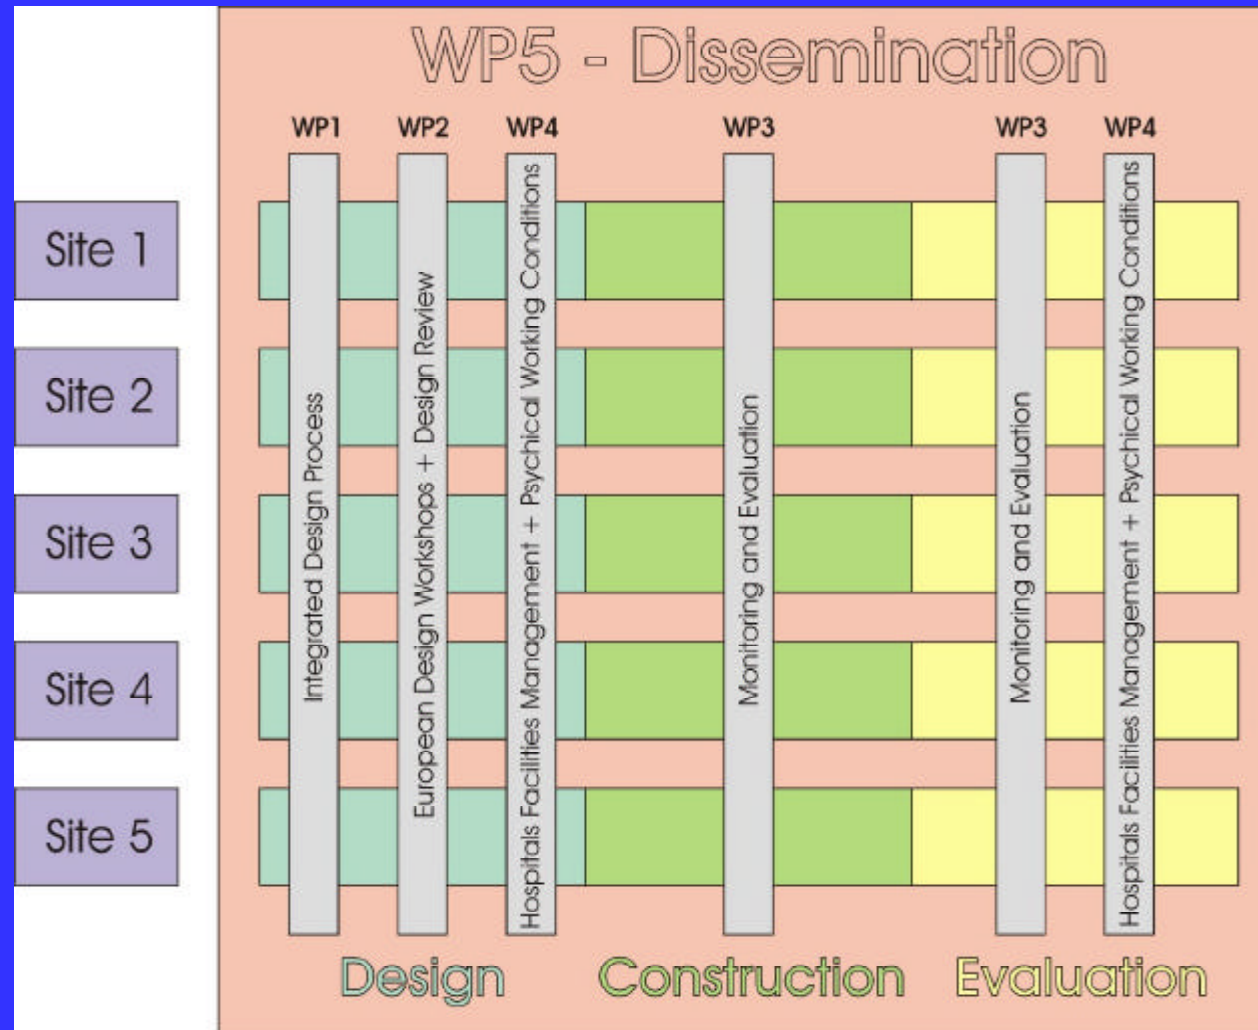 WP5 - Dissemination
WP1
WP2
WP4
WP3
WP3
WP4
Site 1
Site 2
Site 3
Site 4
Site 5
Integrated Design Process
European Design Workshops + Design Review
Hospitals Facilities Management + Psychical Working Conditions
Monitoring and Evaluation
Monitoring and Evaluation
Hospitals Facilities Management + Psychical Working Conditions
Design
Construction
Evaluation